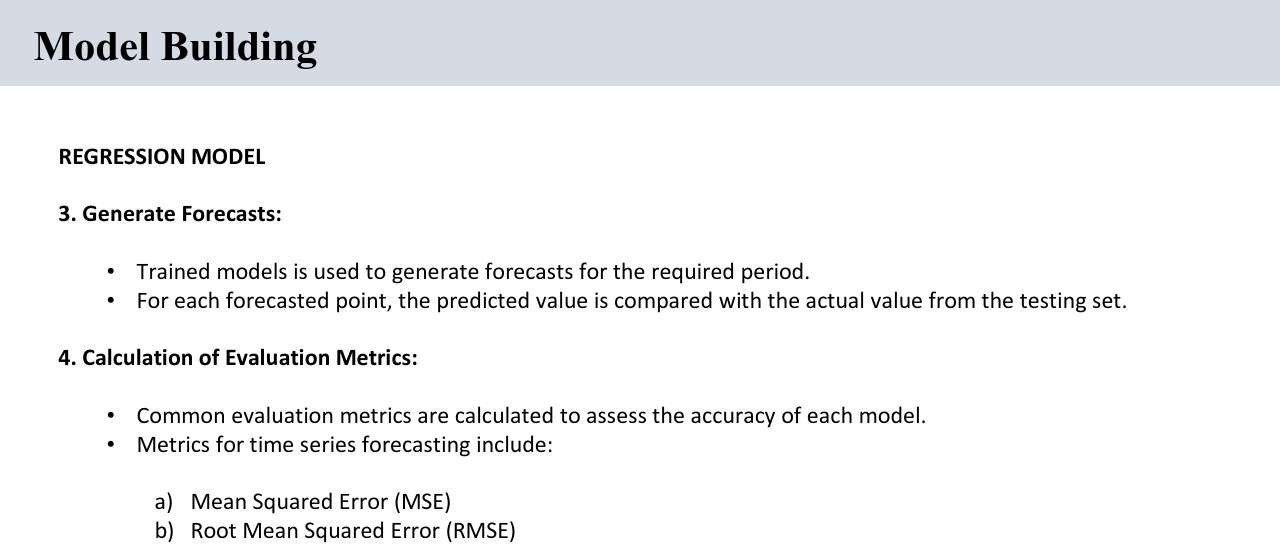 Model Building
REGRESSION MODEL
3. Generate Forecasts:
• Trained models is used to generate forecasts for the required period.
• For each forecasted point, the predicted value is compared with the actual value from the testing set.
4. Calculation of Evaluation Metrics:
• Common evaluation metrics are calculated to assess the accuracy of each model.
• Metrics for time series forecasting include:
a) Mean Squared Error (MSE)
b) Root Mean Squared Error (RMSE)